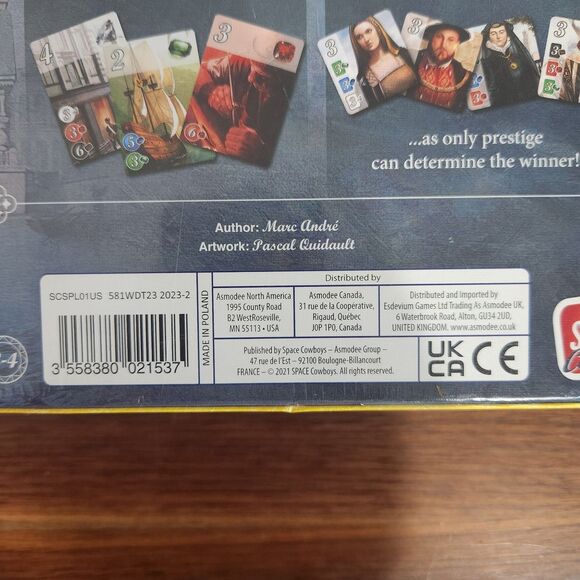 4
2
3
3
3
3
...as only prestige
can determine the winner!
Author: Marc André
Artwork: Pascal Quidault
SCSPL01US 581WDT23 2023-2
3 558380 021537
MADE IN POLAND
Distributed by
Asmodee North America
1995 County Road
B2 WestRoseville,
MN 55113 • USA
Asmodee Canada,
31 rue de la Coopérative,
Rigaud, Québec
J0P 1P0, Canada
Distributed and Imported by
Esdevium Games Ltd Trading As Asmodee UK,
6 Waterbrook Road, Alton, GU34 2UD,
UNITED KINGDOM. www.asmodee.co.uk
Published by Space Cowboys – Asmodee Group –
47 rue de l'Est – 92100 Boulogne-Billancourt
FRANCE – © 2021 SPACE Cowboys. All rights reserved.
UK
CA CE